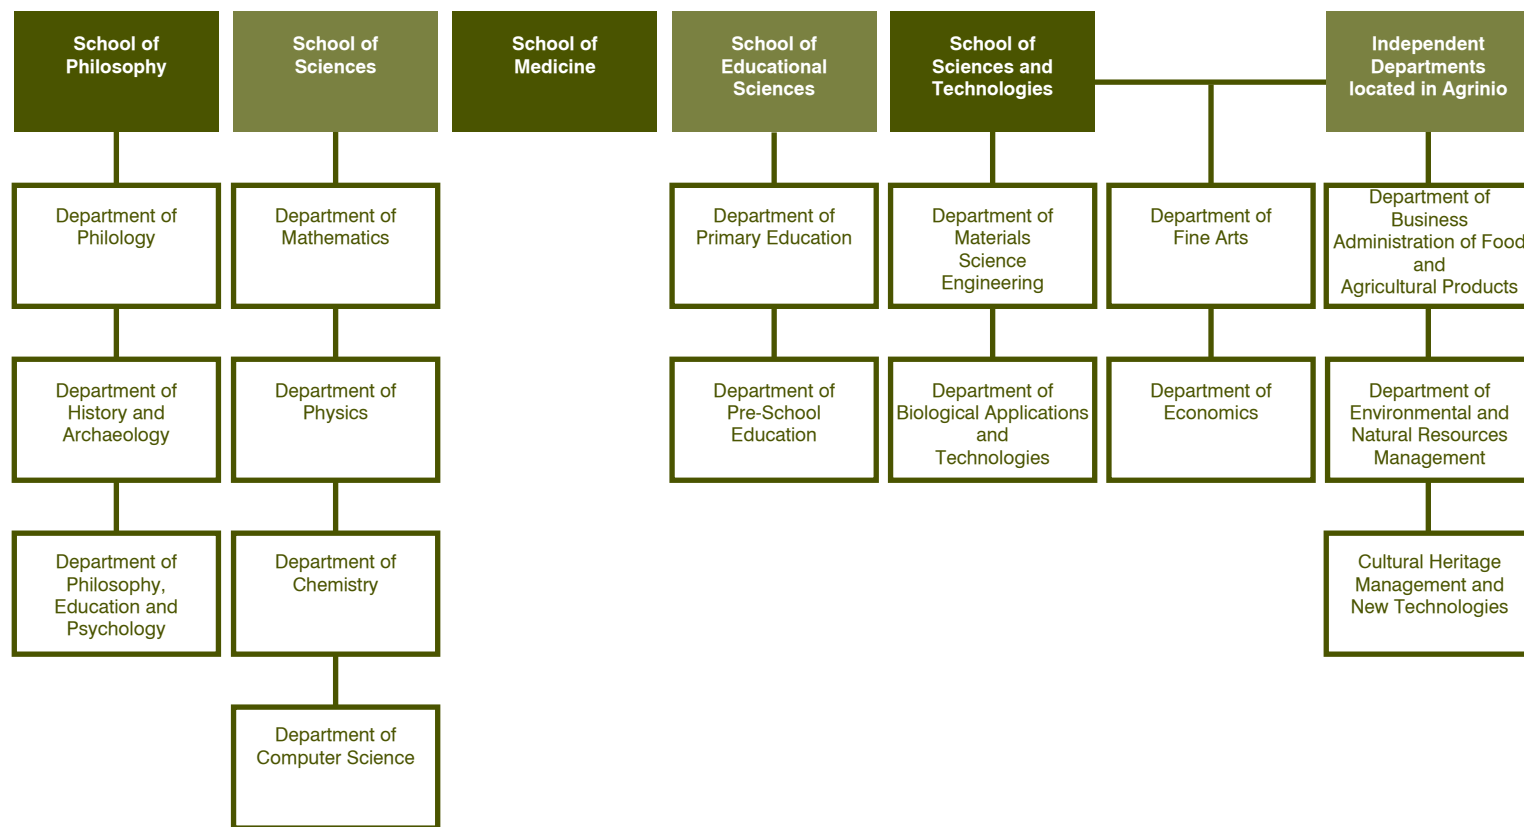 School of
Philosophy
School of
Sciences
School of
Medicine
School of
Educational
Sciences
School of
Sciences and
Technologies
Independent
Departments
located in Agrinio
Department of
Philology
Department of
Mathematics
Department of
Primary Education
Department of
Materials
Science
Engineering
Department of
Fine Arts
Department of
Business
Administration of Food
and
Agricultural Products
Department of
History and
Archaeology
Department of
Physics
Department of
Pre-School
Education
Department of
Biological Applications
and
Technologies
Department of
Economics
Department of
Environmental and
Natural Resources
Management
Department of
Philosophy,
Education and
Psychology
Department of
Chemistry
Cultural Heritage
Management and
New Technologies
Department of
Computer Science